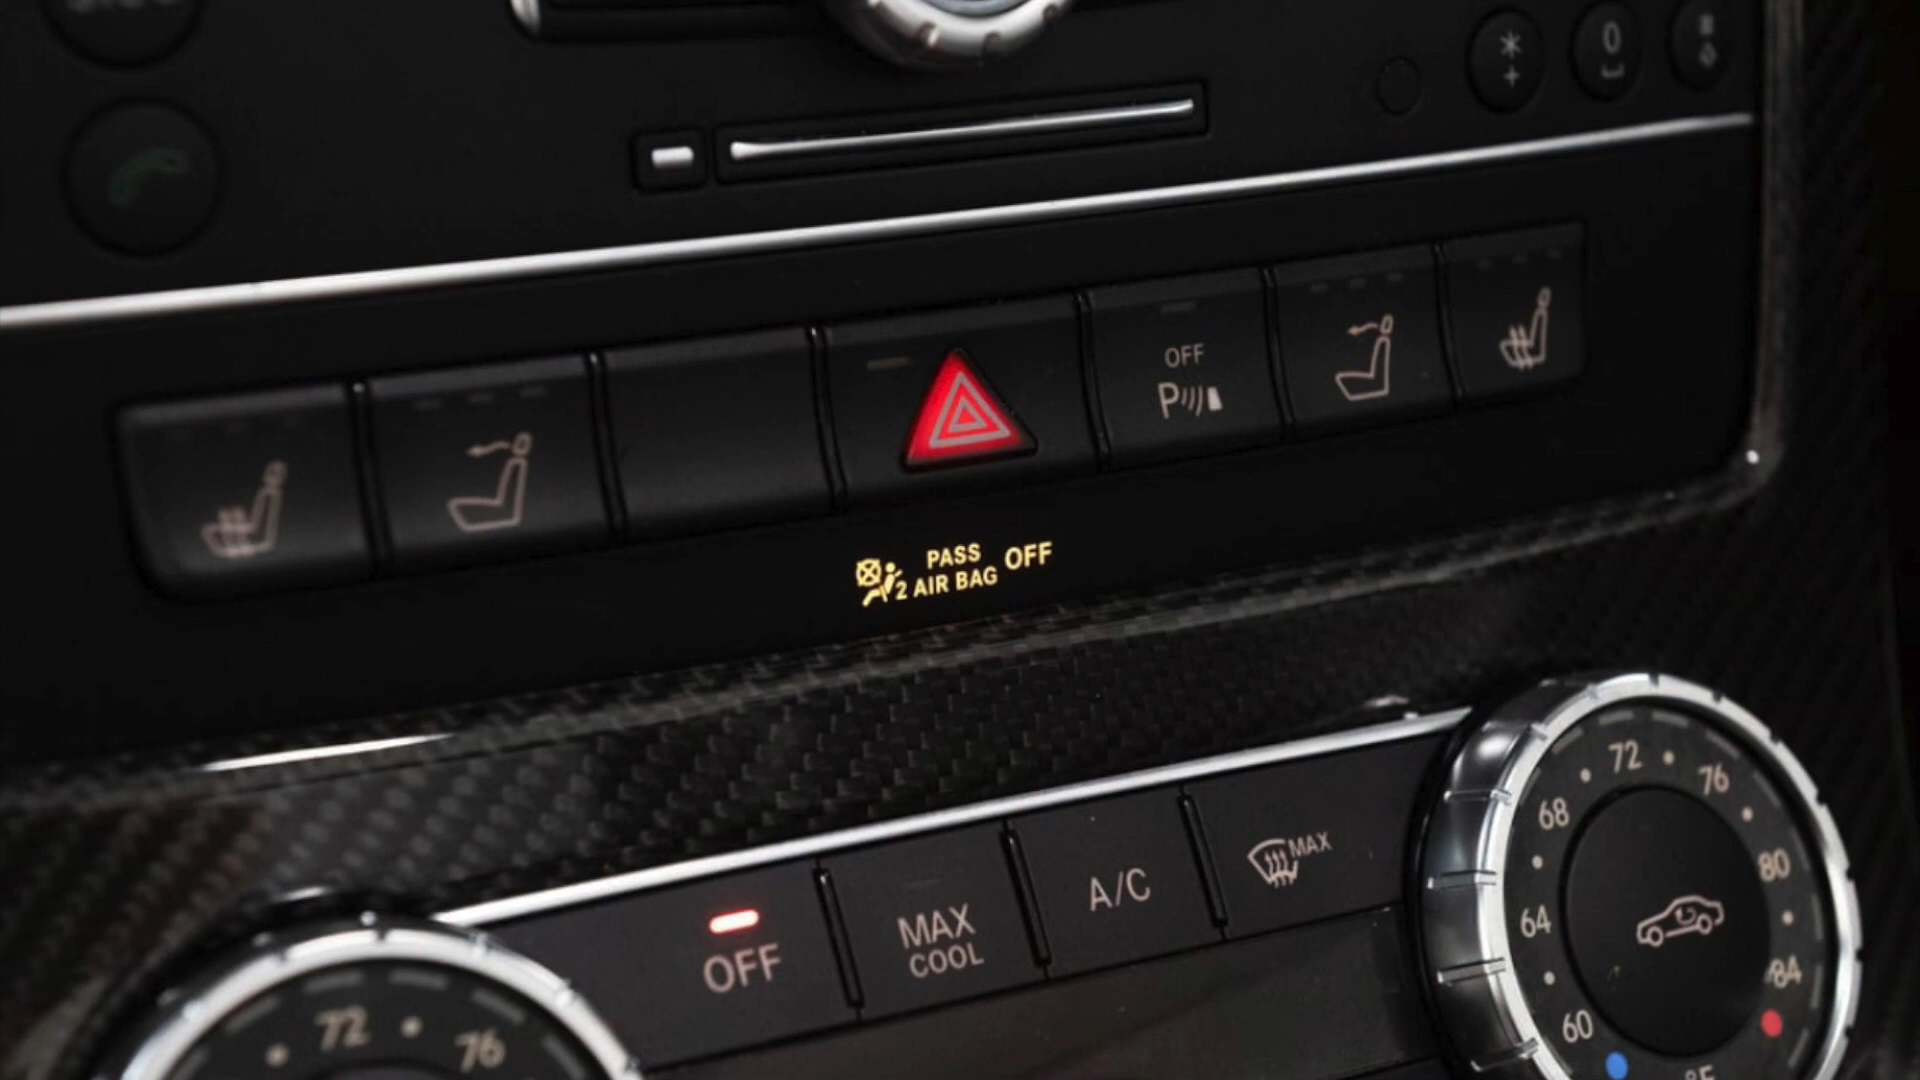 *
+
0
OFF
P
PASS
2 AIR BAG OFF
OFF
MAX
COOL
A/C
MAX
72
76
68
80
64
84
60
°F
72
76